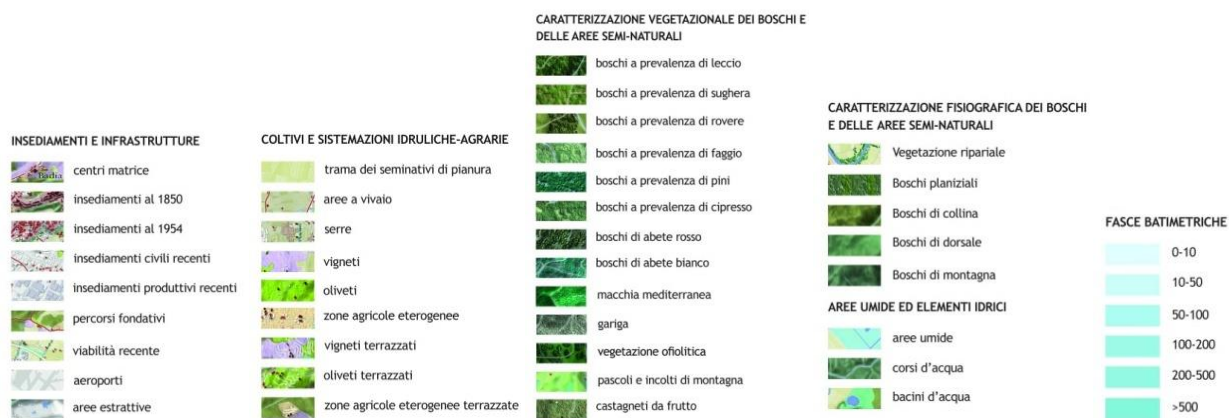 INSEDIAMENTI E INFRASTRUTTURE
Badia
centri matrice
insediamenti al 1850
insediamenti al 1954
insediamenti civili recenti
insediamenti produttivi recenti
percorsi fondativi
viabilità recente
aeroporti
aree estrattive
COLTIVI E SISTEMAZIONI IDRULICHE-AGRARIE
trama dei seminativi di pianura
aree a vivaio
serre
vigneti
oliveti
zone agricole eterogenee
vigneti terrazzati
oliveti terrazzati
zone agricole eterogenee terrazzate
CARATTERIZZAZIONE VEGETAZIONALE DEI BOSCHI E
DELLE AREE SEMI-NATURALI
boschi a prevalenza di leccio
boschi a prevalenza di sughera
boschi a prevalenza di rovere
boschi a prevalenza di faggio
boschi a prevalenza di pini
boschi a prevalenza di cipresso
boschi di abete rosso
boschi di abete bianco
macchia mediterranea
gariga
vegetazione ofiolitica
pascoli e incolti di montagna
castagneti da frutto
CARATTERIZZAZIONE FISIOGRAFICA DEI BOSCHI
E DELLE AREE SEMI-NATURALI
Vegetazione ripariale
Boschi planiziali
Boschi di collina
Boschi di dorsale
Boschi di montagna
AREE UMIDE ED ELEMENTI IDRICI
aree umide
corsi d'acqua
bacini d'acqua
FASCE BATIMETRICHE
0-10
10-50
50-100
100-200
200-500
>500